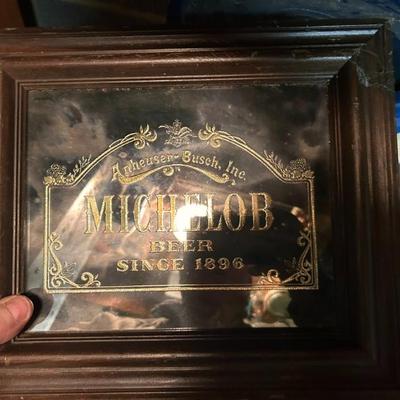 Anheuser-Busch, Inc.
MICHELOB
BEER
SINCE 1896